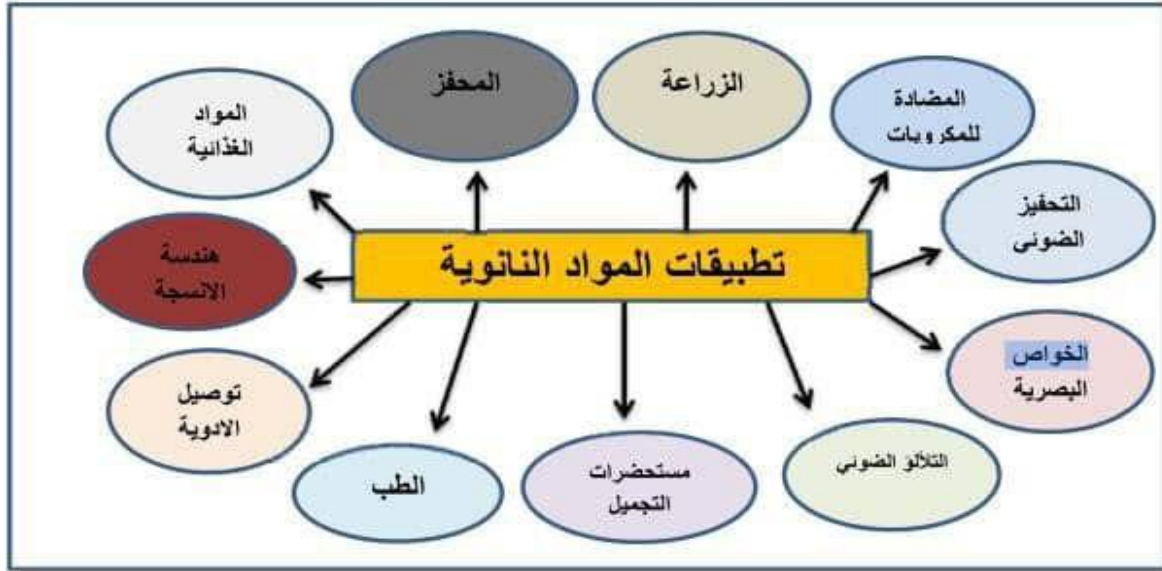 المحفز
الزراعة
المضادة
للمكروبات
المواد
الغذائية
التحفيز
الضوئي
هندسة
الانسجة
تطبيقات المواد النانوية
الخواص
البصرية
توصيل
الادوية
الطب
مستحضرات
التجميل
التلألؤ الضوئي